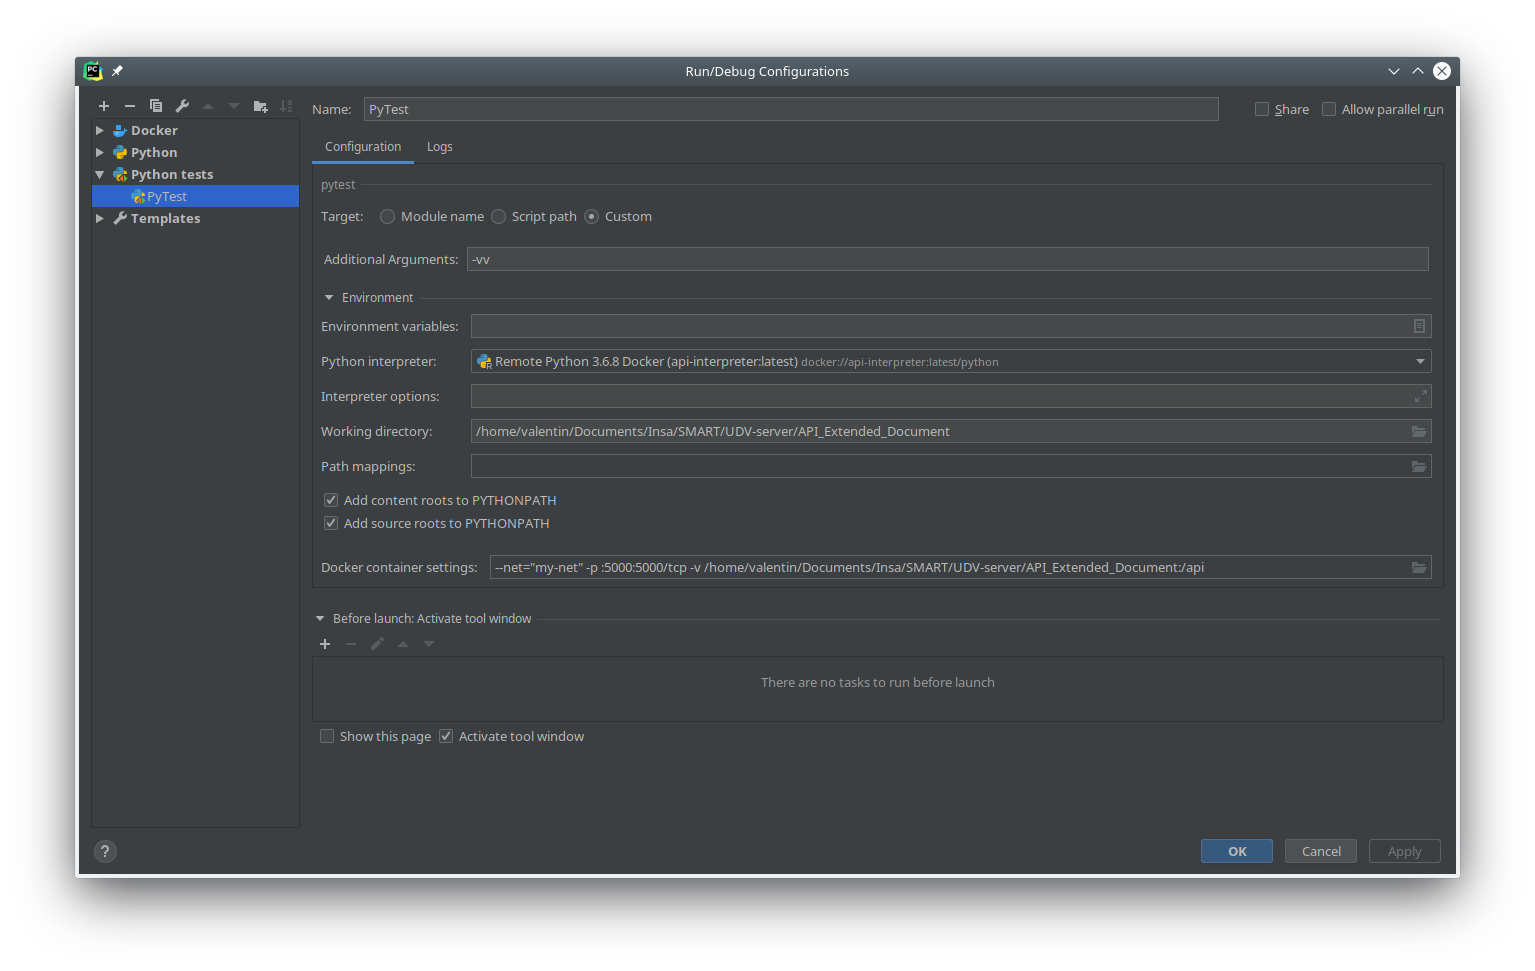 Run/Debug Configurations
Docker
Python
Python tests
PyTest
Templates
Name: PyTest Share Allow parallel run
Configuration Logs
pytest
Target: Module name Script path Custom
Additional Arguments: -vv
Environment
Environment variables:
Python interpreter: Remote Python 3.6.8 Docker (api-interpreter:latest) docker://api-interpreter:latest/python
Interpreter options:
Working directory: /home/valentin/Documents/Insa/SMART/UDV-server/API_Extended_Document
Path mappings:
Add content roots to PYTHONPATH
Add source roots to PYTHONPATH
Docker container settings: --net="my-net" -p :5000:5000/tcp -v /home/valentin/Documents/Insa/SMART/UDV-server/API_Extended_Document:/api
Before launch: Activate tool window
There are no tasks to run before launch
Show this page Activate tool window
? OK Cancel Apply